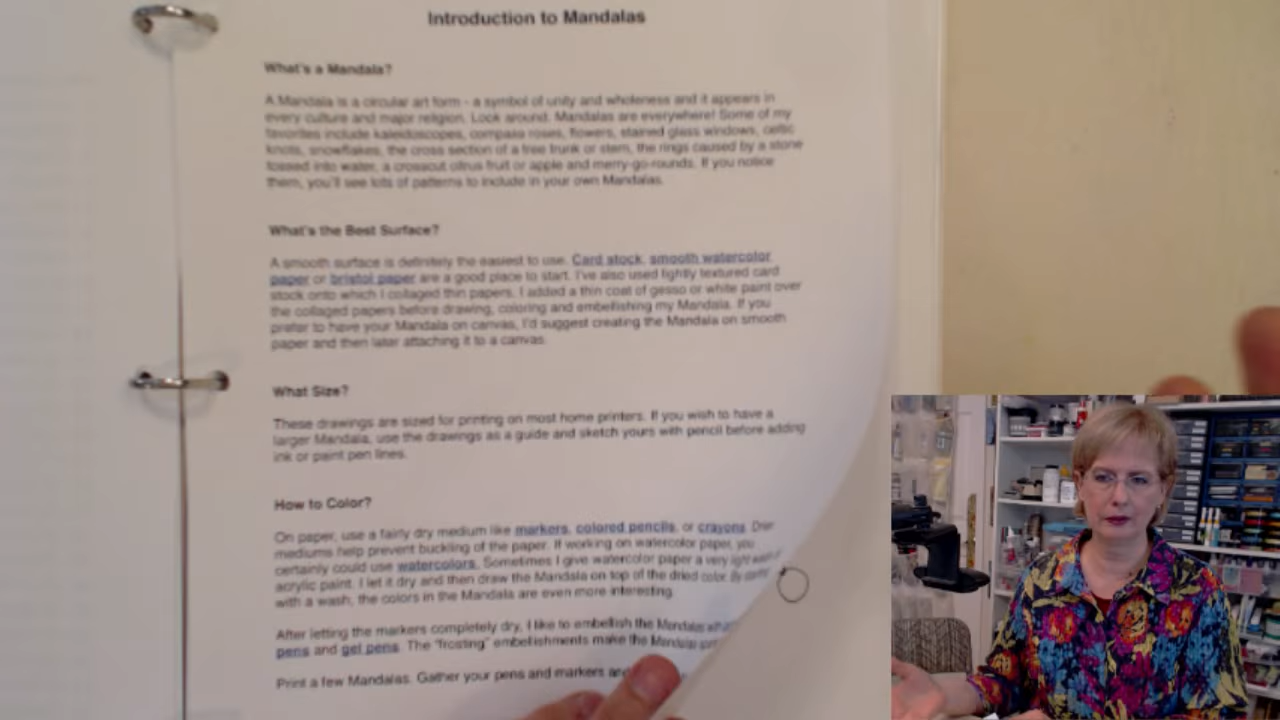 Introduction to Mandalas
What's a Mandala?
A Mandala is a circular art form - a symbol of unity and wholeness and it appears in
every culture and major religion. Look around. Mandalas are everywhere! Some of my
favorites include kaleidoscopes, compass roses, flowers, stained glass windows, celtic
knots, snowflakes, the cross section of a tree trunk or stem, the rings caused by a stone
tossed into water, a crosscut citrus fruit or apple and merry-go-rounds. If you notice
them, you'll see lots of patterns to include in your own Mandalas.
What's the Best Surface?
A smooth surface is definitely the easiest to use. Card stock, smooth watercolor
paper or bristol paper are a good place to start. I've also used lightly textured card
stock onto which I collaged thin papers. I added a thin coat of gesso or white paint over
the collaged papers before drawing, coloring and embellishing my Mandala. If you
prefer to have your Mandala on canvas, I'd suggest creating the Mandala on smooth
paper and then later attaching it to a canvas.
What Size?
These drawings are sized for printing on most home printers. If you wish to have a
larger Mandala, use the drawings as a guide and sketch yours with pencil before adding
ink or paint pen lines.
How to Color?
On paper, use a fairly dry medium like markers, colored pencils, or crayons. Drier
mediums help prevent buckling of the paper. If working on watercolor paper, you
certainly could use watercolors. Sometimes I give watercolor paper a very light wash of
acrylic paint. I let it dry and then draw the Mandala on top of the dried color. By
with a wash, the colors in the Mandala are even more interesting.
After letting the markers completely dry, I like to embellish the Mandalas with
pens and gel pens. The "frosting" embellishments make the Mandalas
Print a few Mandalas. Gather your pens and markers and